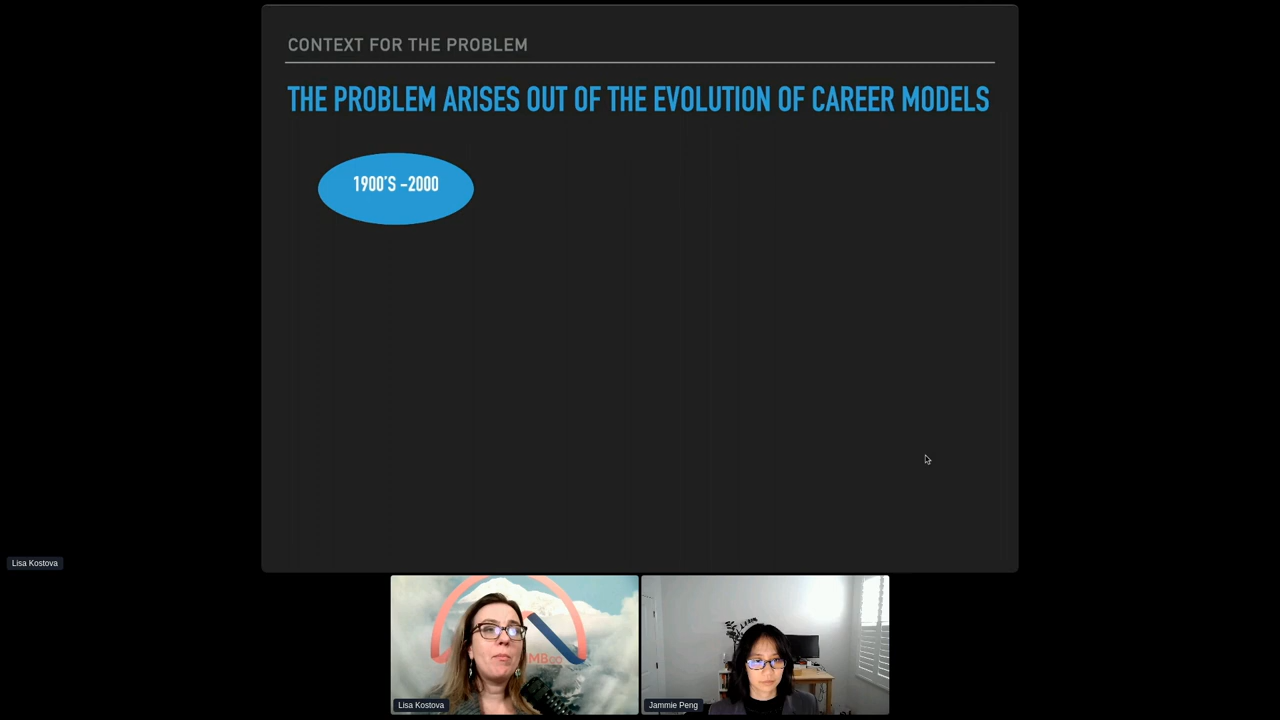 CONTEXT FOR THE PROBLEM
THE PROBLEM ARISES OUT OF THE EVOLUTION OF CAREER MODELS
1900'S -2000
Lisa Kostova
Lisa Kostova
Jammie Peng